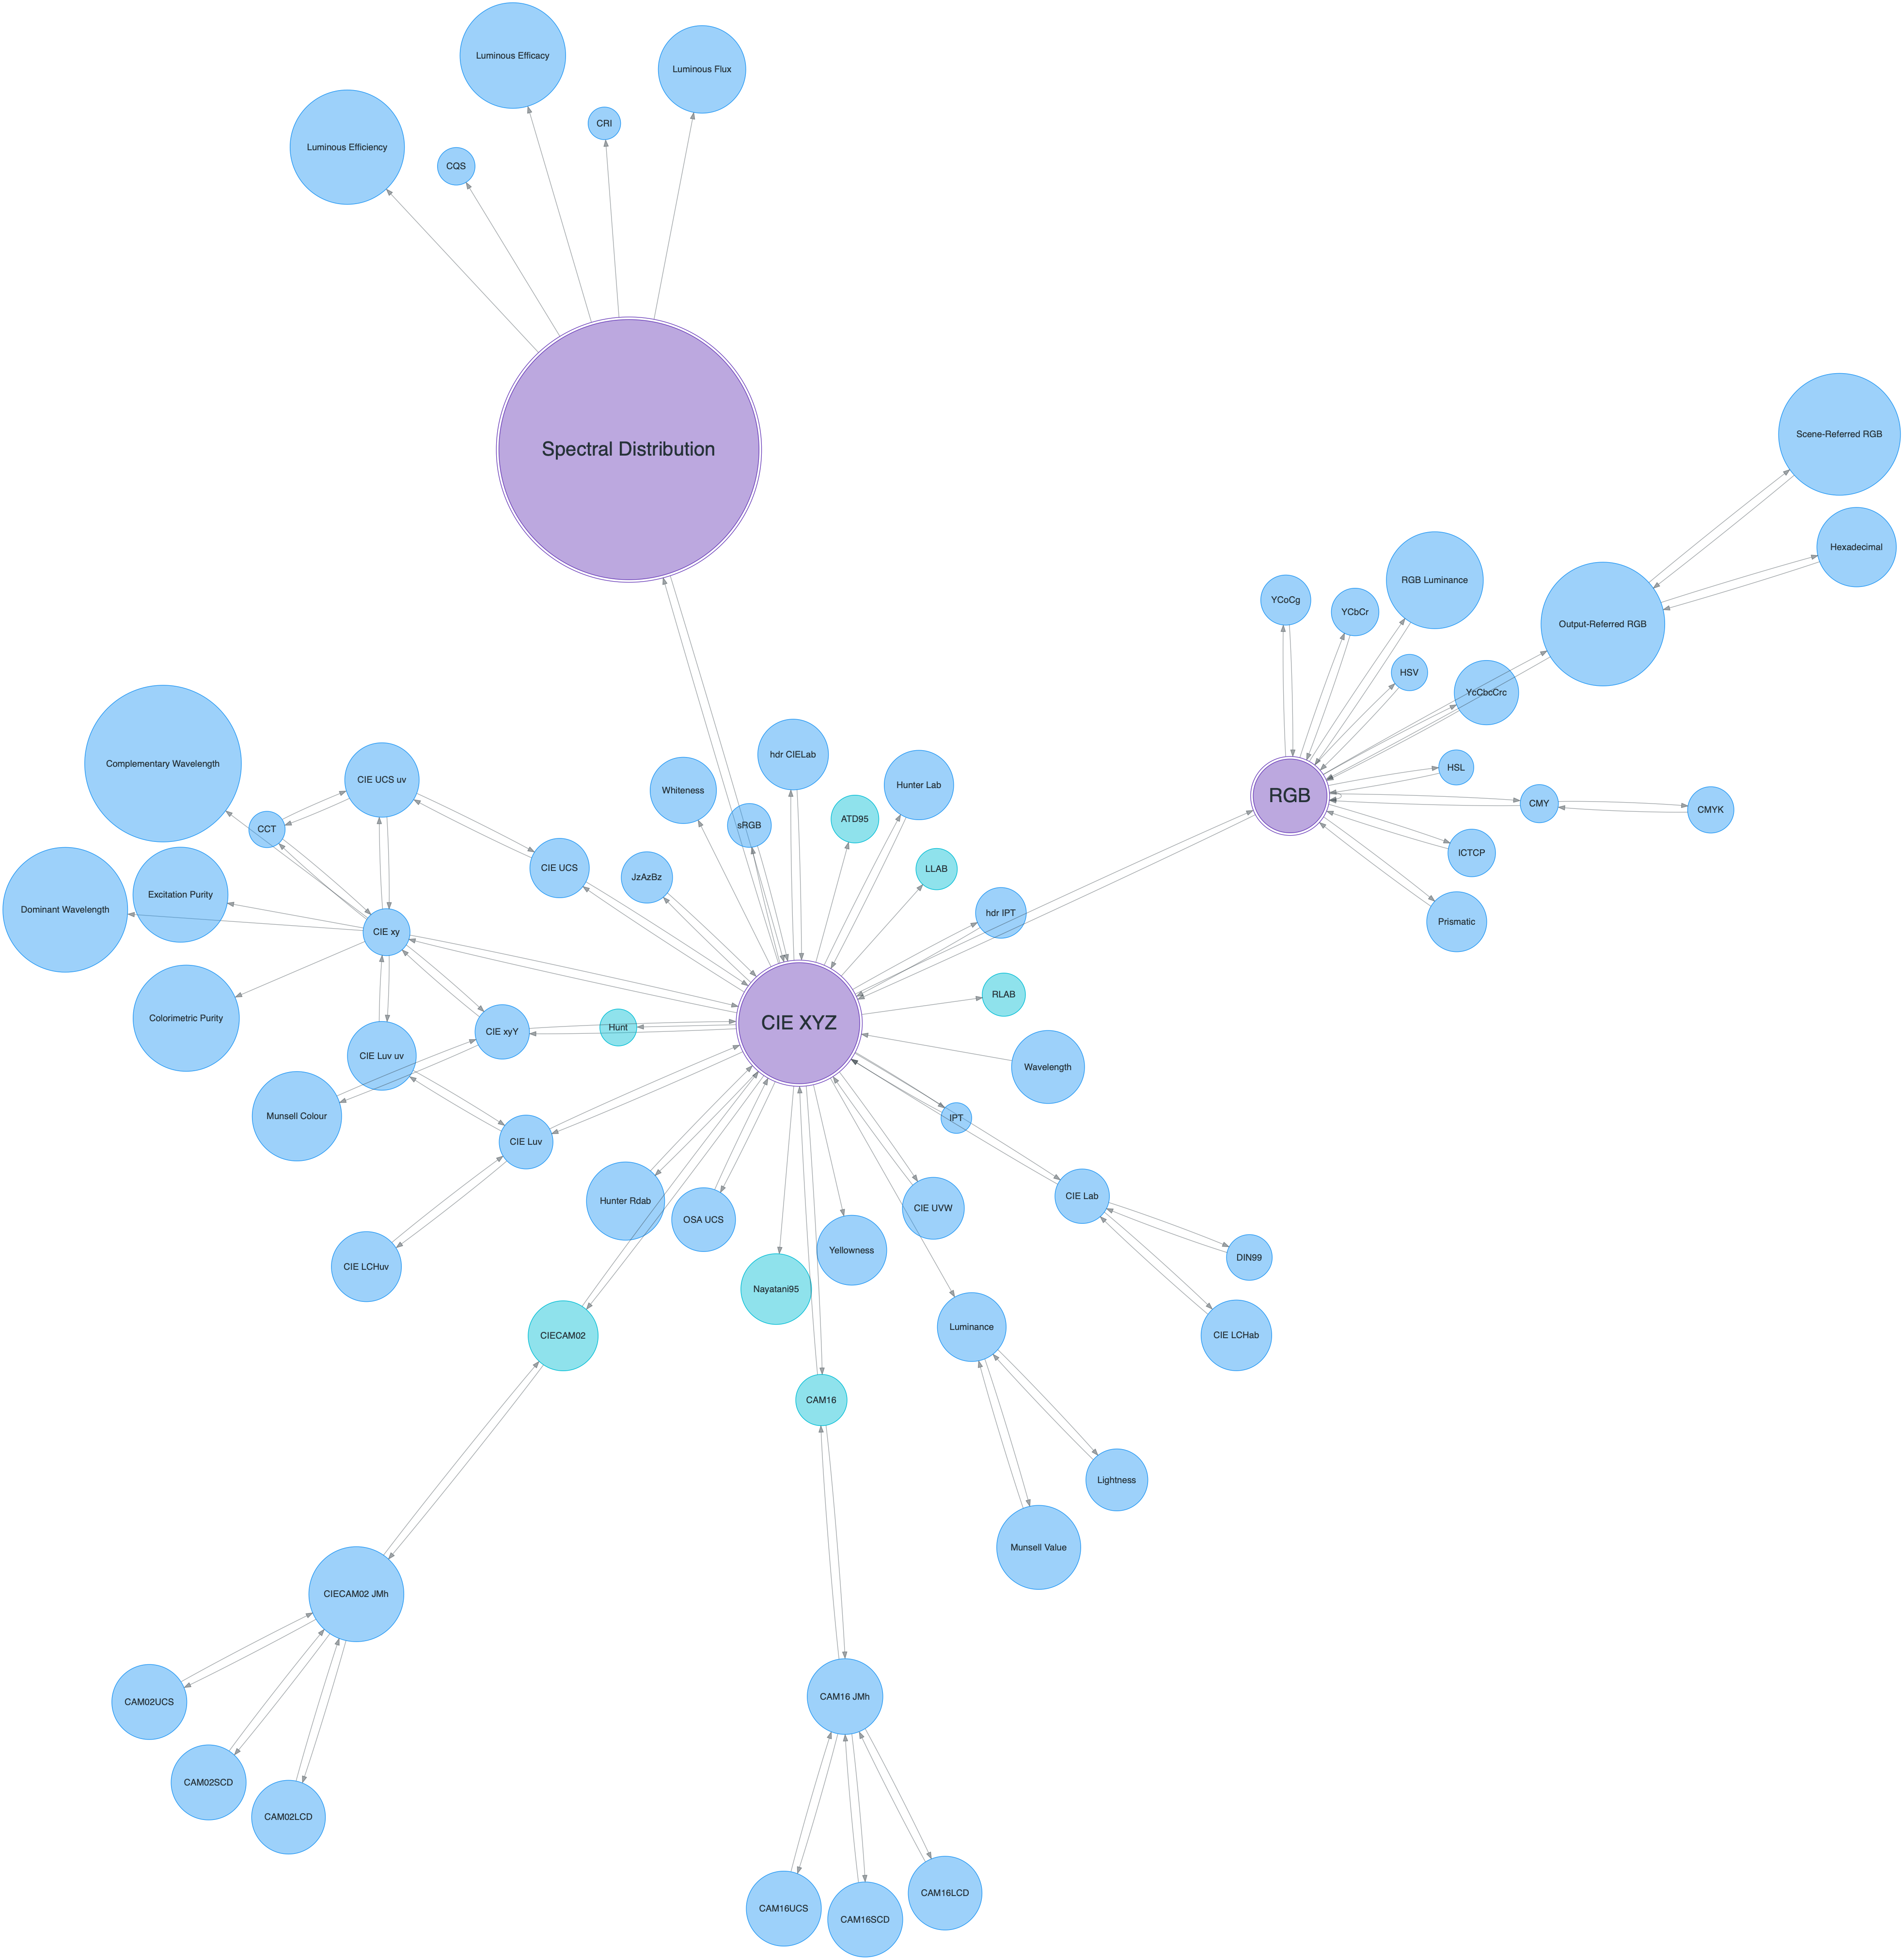 Luminous Efficacy
Luminous Flux
CRI
Luminous Efficiency
CQS
Spectral Distribution
Scene-Referred RGB
Hexadecimal
RGB Luminance
YCoCg
YCbCr
Output-Referred RGB
HSV
YcCbcCrc
hdr CIELab
Complementary Wavelength
CIE UCS uv
HSL
Hunter Lab
Whiteness
RGB
CMY
CMYK
ATD95
sRGB
CCT
ICTCP
CIE UCS
LLAB
JzAzBz
Excitation Purity
Dominant Wavelength
hdr IPT
Prismatic
CIE xy
RLAB
Colorimetric Purity
CIE XYZ
Hunt
CIE xyY
CIE Luv uv
Wavelength
Munsell Colour
IPT
CIE Luv
CIE Lab
Hunter Rdab
CIE UVW
OSA UCS
Yellowness
DIN99
CIE LCHuv
Nayatani95
Luminance
CIECAM02
CIE LCHab
CAM16
Lightness
Munsell Value
CIECAM02 JMh
CAM16 JMh
CAM02UCS
CAM02SCD
CAM02LCD
CAM16LCD
CAM16UCS
CAM16SCD